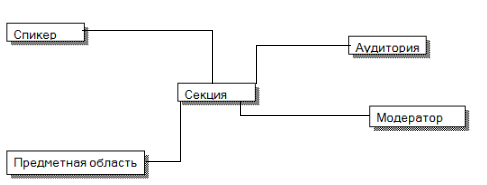 Спикер
Аудитория
Секция
Модератор
Предметная область